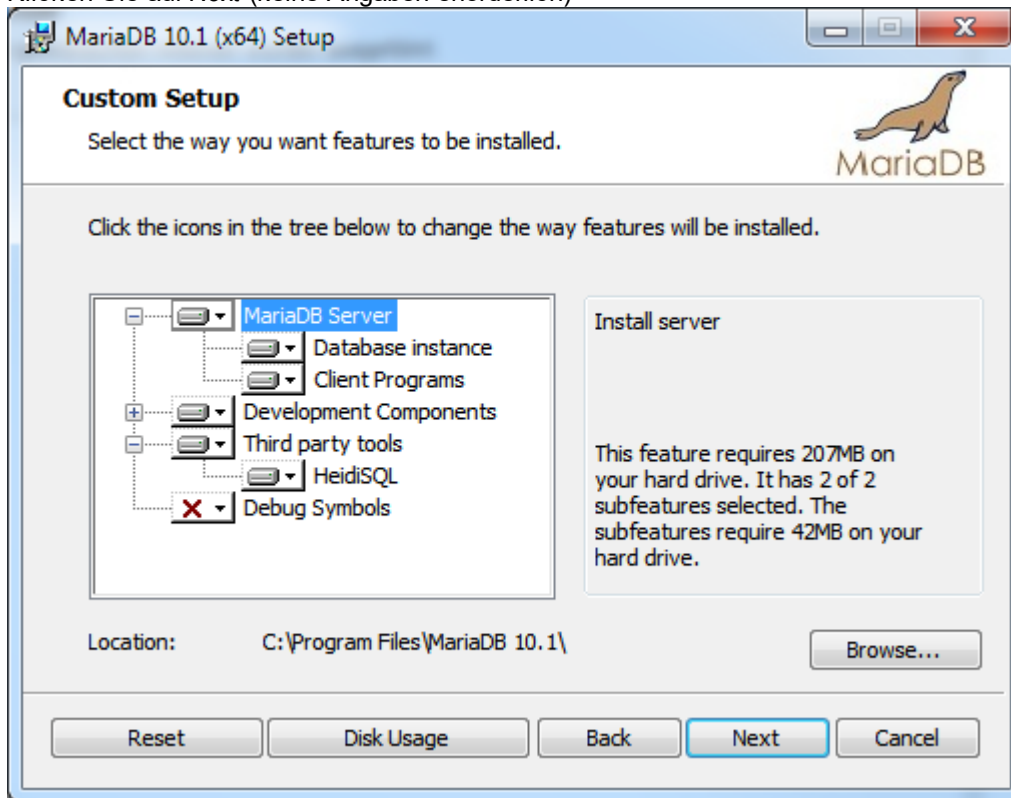 MariaDB 10.1 (x64) Setup
Custom Setup
Select the way you want features to be installed.
MariaDB
Click the icons in the tree below to change the way features will be installed.
MariaDB Server
Database instance
Client Programs
Development Components
Third party tools
HeidiSQL
Debug Symbols
Install server
This feature requires 207MB on
your hard drive. It has 2 of 2
subfeatures selected. The
subfeatures require 42MB on your
hard drive.
Location: C:\Program Files\MariaDB 10.1\
Browse...
Reset Disk Usage Back Next Cancel